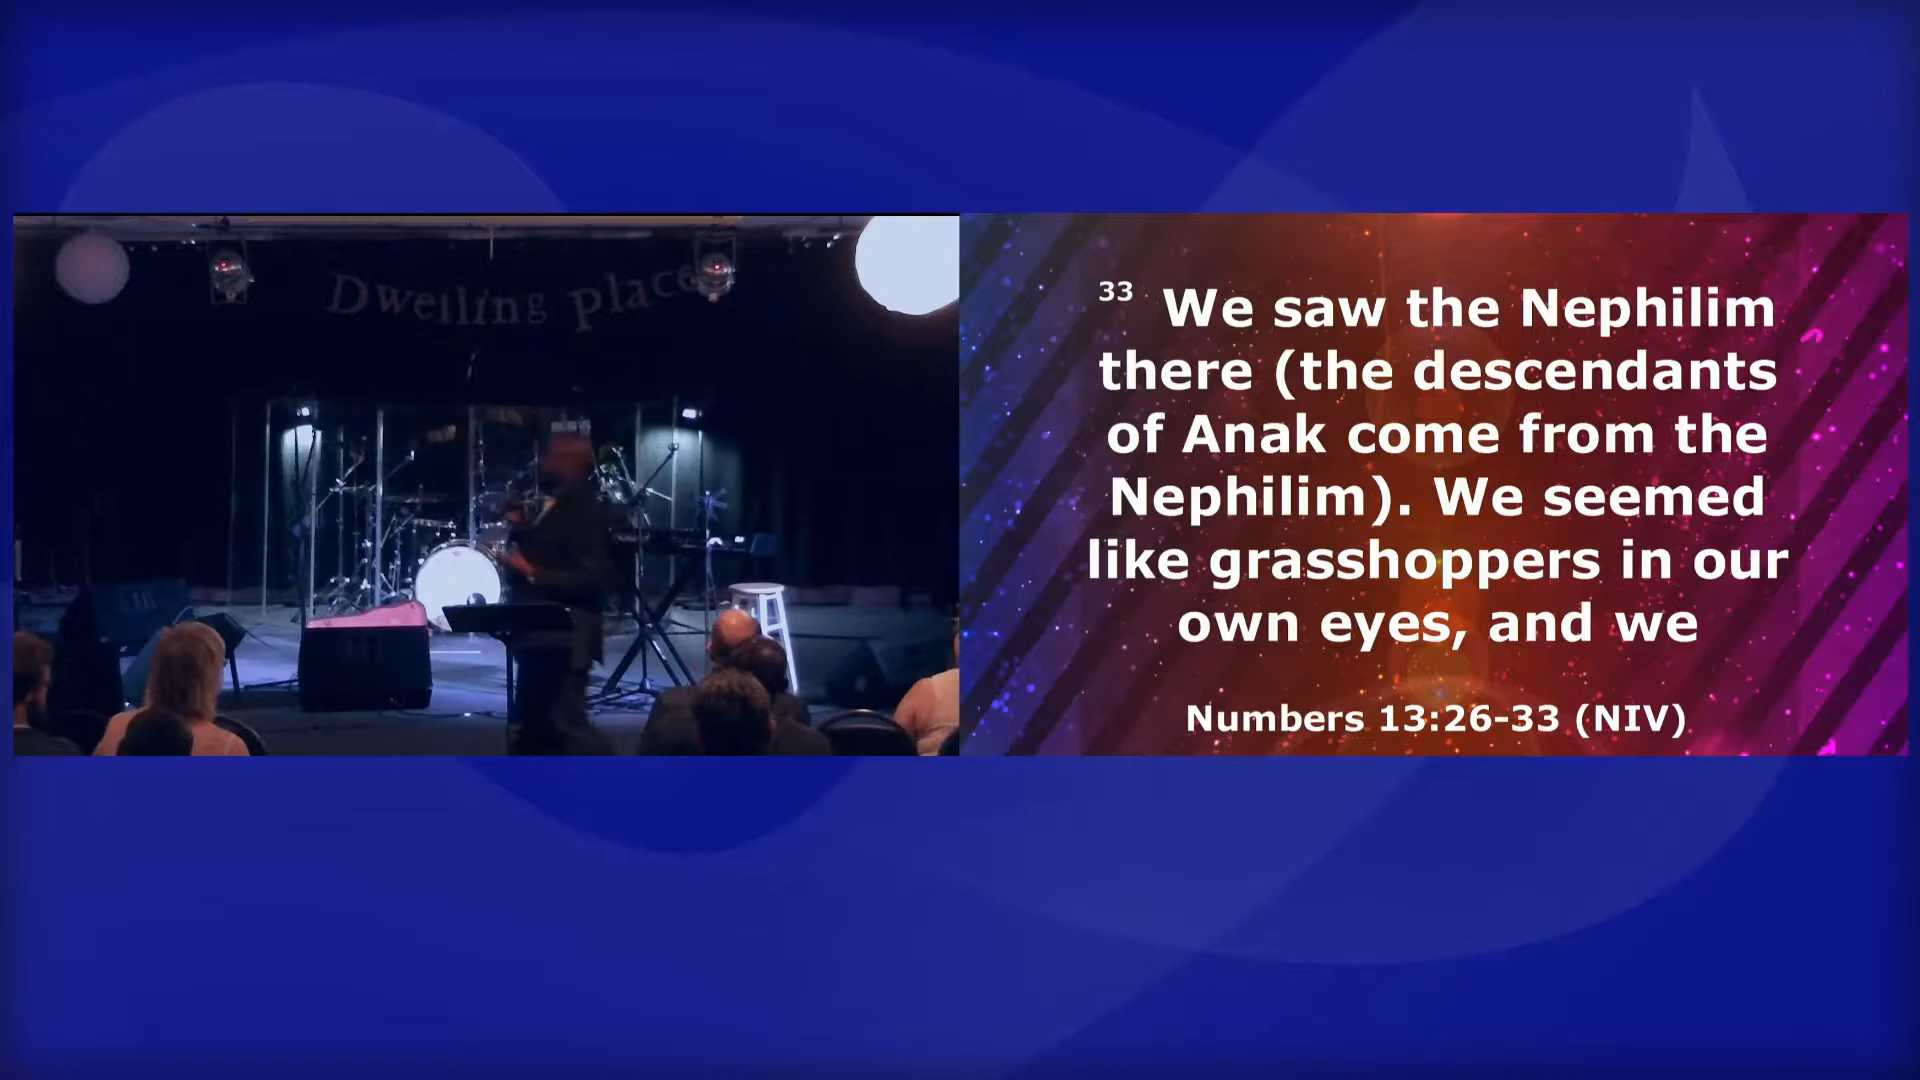 Dwelling Place
33 We saw the Nephilim
there (the descendants
of Anak come from the
Nephilim). We seemed
like grasshoppers in our
own eyes, and we
Numbers 13:26-33 (NIV)